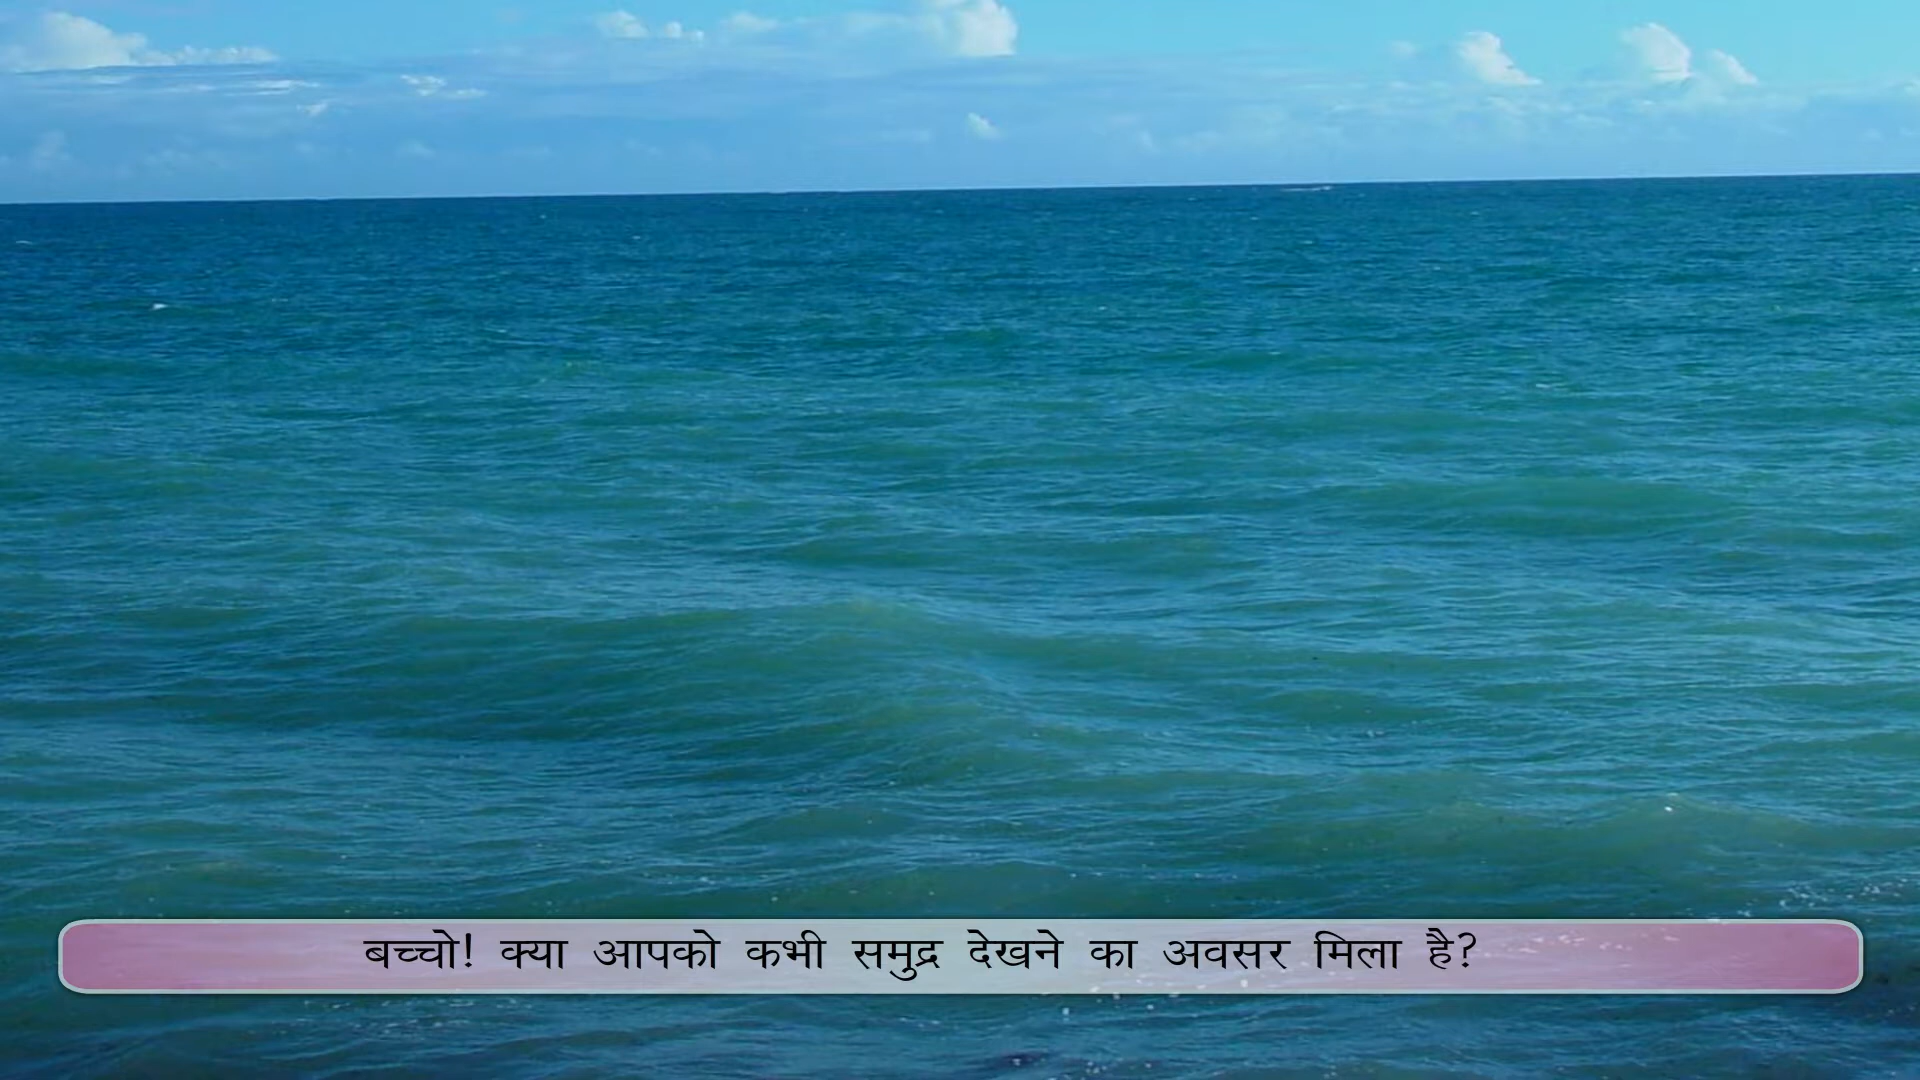 बच्चो! क्या आपको कभी समुद्र देखने का अवसर मिला है?